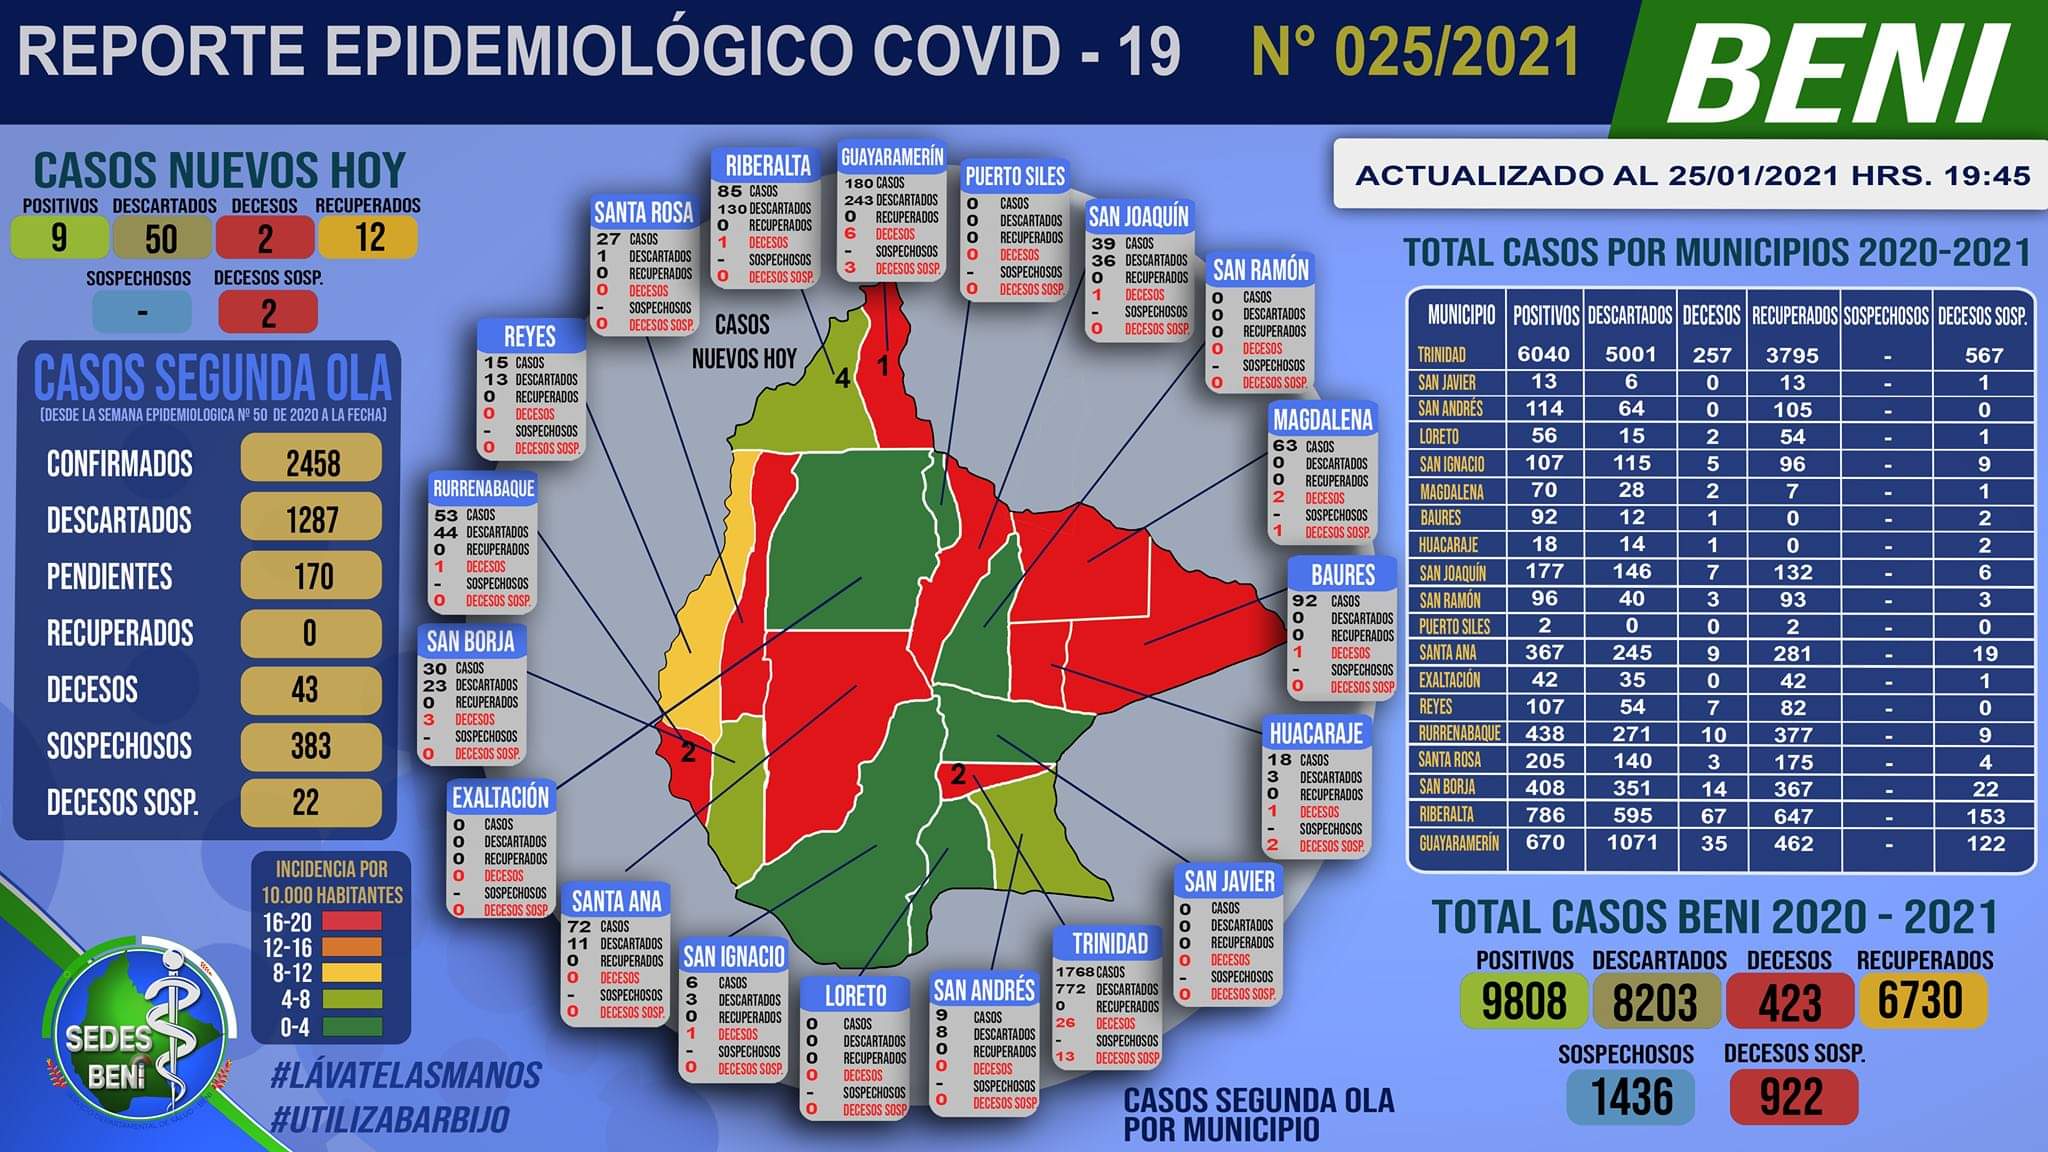 REPORTE EPIDEMIOLÓGICO COVID - 19 N° 025/2021
BENI
ACTUALIZADO AL 25/01/2021 HRS. 19:45
CASOS NUEVOS HOY
POSITIVOS DESCARTADOS DECESOS RECUPERADOS
9 50 2 12
SOSPECHOSOS DECESOS SOSP.
- 2
CASOS SEGUNDA OLA
(DESDE LA SEMANA EPIDEMIOLOGICA Nº 50 DE 2020 A LA FECHA)
CONFIRMADOS 2458
DESCARTADOS 1287
PENDIENTES 170
RECUPERADOS 0
DECESOS 43
SOSPECHOSOS 383
DECESOS SOSP. 22
INCIDENCIA POR
10.000 HABITANTES
16-20
12-16
8-12
4-8
0-4
SEDES
BENI
#LÁVATELASMANOS
#UTILIZABARBIJO
CASOS
NUEVOS HOY
4
1
2
2
RIBERALTA
85 CASOS
130 DESCARTADOS
0 RECUPERADOS
1 DECESOS
- SOSPECHOSOS
0 DECESOS SOSP.
GUAYARAMERÍN
180 CASOS
243 DESCARTADOS
0 RECUPERADOS
6 DECESOS
- SOSPECHOSOS
3 DECESOS SOSP.
PUERTO SILES
0 CASOS
0 DESCARTADOS
0 RECUPERADOS
0 DECESOS
- SOSPECHOSOS
0 DECESOS SOSP.
SAN JOAQUÍN
39 CASOS
36 DESCARTADOS
0 RECUPERADOS
1 DECESOS
- SOSPECHOSOS
0 DECESOS SOSP.
SAN RAMÓN
0 CASOS
0 DESCARTADOS
0 RECUPERADOS
0 DECESOS
- SOSPECHOSOS
0 DECESOS SOSP.
MAGDALENA
63 CASOS
0 DESCARTADOS
0 RECUPERADOS
2 DECESOS
- SOSPECHOSOS
1 DECESOS SOSP.
BAURES
92 CASOS
0 DESCARTADOS
0 RECUPERADOS
1 DECESOS
- SOSPECHOSOS
0 DECESOS SOSP.
HUACARAJE
18 CASOS
3 DESCARTADOS
0 RECUPERADOS
1 DECESOS
- SOSPECHOSOS
2 DECESOS SOSP.
SAN JAVIER
0 CASOS
0 DESCARTADOS
0 RECUPERADOS
0 DECESOS
- SOSPECHOSOS
0 DECESOS SOSP.
TRINIDAD
1768 CASOS
772 DESCARTADOS
0 RECUPERADOS
26 DECESOS
- SOSPECHOSOS
13 DECESOS SOSP
SAN ANDRÉS
9 CASOS
8 DESCARTADOS
0 RECUPERADOS
0 DECESOS
- SOSPECHOSOS
0 DECESOS SOSP
LORETO
0 CASOS
0 DESCARTADOS
0 RECUPERADOS
0 DECESOS
- SOSPECHOSOS
0 DECESOS SOSP
SAN IGNACIO
6 CASOS
3 DESCARTADOS
0 RECUPERADOS
1 DECESOS
- SOSPECHOSOS
0 DECESOS SOSP.
SANTA ANA
72 CASOS
11 DESCARTADOS
0 RECUPERADOS
0 DECESOS
- SOSPECHOSOS
0 DECESOS SOSP.
EXALTACIÓN
0 CASOS
0 DESCARTADOS
0 RECUPERADOS
0 DECESOS
- SOSPECHOSOS
0 DECESOS SOSP
SAN BORJA
30 CASOS
23 DESCARTADOS
0 RECUPERADOS
3 DECESOS
- SOSPECHOSOS
0 DECESOS SOSP.
RURRENABAQUE
53 CASOS
44 DESCARTADOS
0 RECUPERADOS
1 DECESOS
- SOSPECHOSOS
0 DECESOS SOSP.
REYES
15 CASOS
13 DESCARTADOS
0 RECUPERADOS
0 DECESOS
- SOSPECHOSOS
0 DECESOS SOSP.
SANTA ROSA
27 CASOS
1 DESCARTADOS
0 RECUPERADOS
0 DECESOS
- SOSPECHOSOS
0 DECESOS SOSP.
CASOS SEGUNDA OLA
POR MUNICIPIO
TOTAL CASOS POR MUNICIPIOS 2020-2021
MUNICIPIO POSITIVOS DESCARTADOS DECESOS RECUPERADOS SOSPECHOSOS DECESOS SOSP.
TRINIDAD 6040 5001 257 3795 - 567
SAN JAVIER 13 6 0 13 - 1
SAN ANDRÉS 114 64 0 105 - 0
LORETO 56 15 2 54 - 1
SAN IGNACIO 107 115 5 96 - 9
MAGDALENA 70 28 2 7 - 1
BAURES 92 12 1 0 - 2
HUACARAJE 18 14 1 0 - 2
SAN JOAQUÍN 177 146 7 132 - 6
SAN RAMÓN 96 40 3 93 - 3
PUERTO SILES 2 0 0 2 - 0
SANTA ANA 367 245 9 281 - 19
EXALTACIÓN 42 35 0 42 - 1
REYES 107 54 7 82 - 0
RURRENABAQUE 438 271 10 377 - 9
SANTA ROSA 205 140 3 175 - 4
SAN BORJA 408 351 14 367 - 22
RIBERALTA 786 595 67 647 - 153
GUAYARAMERÍN 670 1071 35 462 - 122
TOTAL CASOS BENI 2020 - 2021
POSITIVOS DESCARTADOS DECESOS RECUPERADOS
9808 8203 423 6730
SOSPECHOSOS DECESOS SOSP.
1436 922